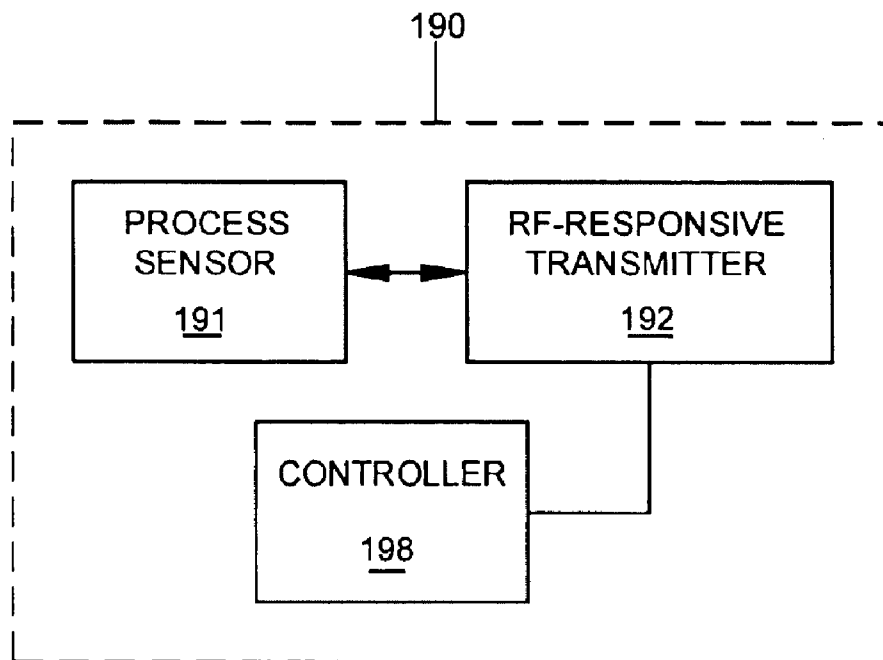 190
PROCESS
SENSOR
191
RF-RESPONSIVE
TRANSMITTER
192
CONTROLLER
198